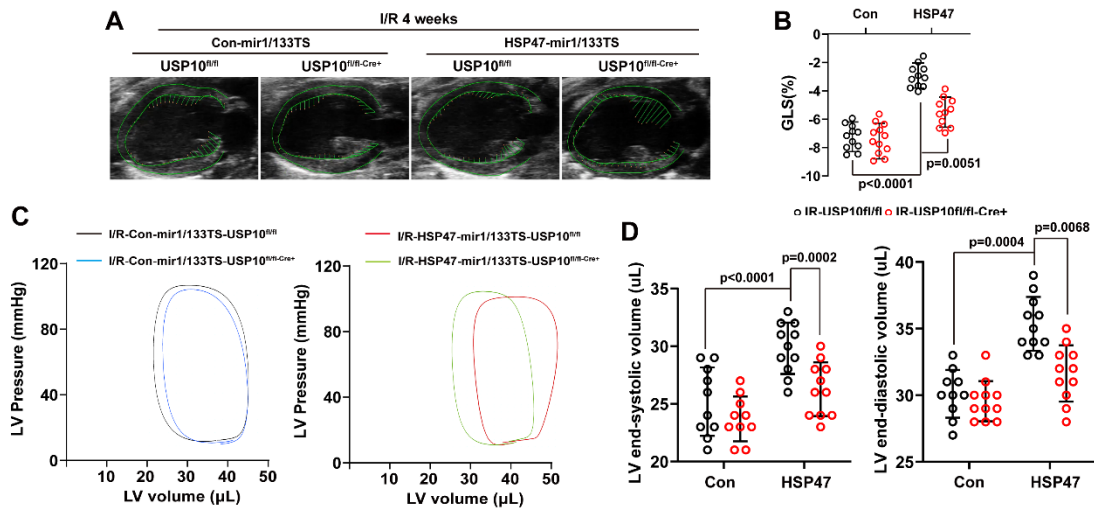 A
I/R 4 weeks
Con-mir1/133TS
HSP47-mir1/133TS
USP10fl/fl
USP10fl/fl-Cre+
USP10fl/fl
USP10fl/fl-Cre+
B
Con
HSP47
GLS(%)
0
-2
-4
-6
-8
-10
p<0.0001
p=0.0051
IR-USP10fl/fl
IR-USP10fl/fl-Cre+
C
I/R-Con-mir1/133TS-USP10fl/fl
I/R-Con-mir1/133TS-USP10fl/fl-Cre+
LV Pressure (mmHg)
120
80
40
0
10
20
30
40
50
LV volume (µL)
I/R-HSP47-mir1/133TS-USP10fl/fl
I/R-HSP47-mir1/133TS-USP10fl/fl-Cre+
LV Pressure (mmHg)
120
80
40
0
10
20
30
40
50
LV volume (µL)
D
LV end-systolic volume (uL)
35
30
25
20
p<0.0001
p=0.0002
Con
HSP47
LV end-diastolic volume (uL)
40
35
30
25
p=0.0004
p=0.0068
Con
HSP47